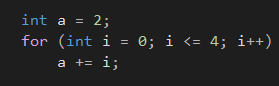 int a = 2;
for (int i = 0; i <= 4; i++)
    a += i;